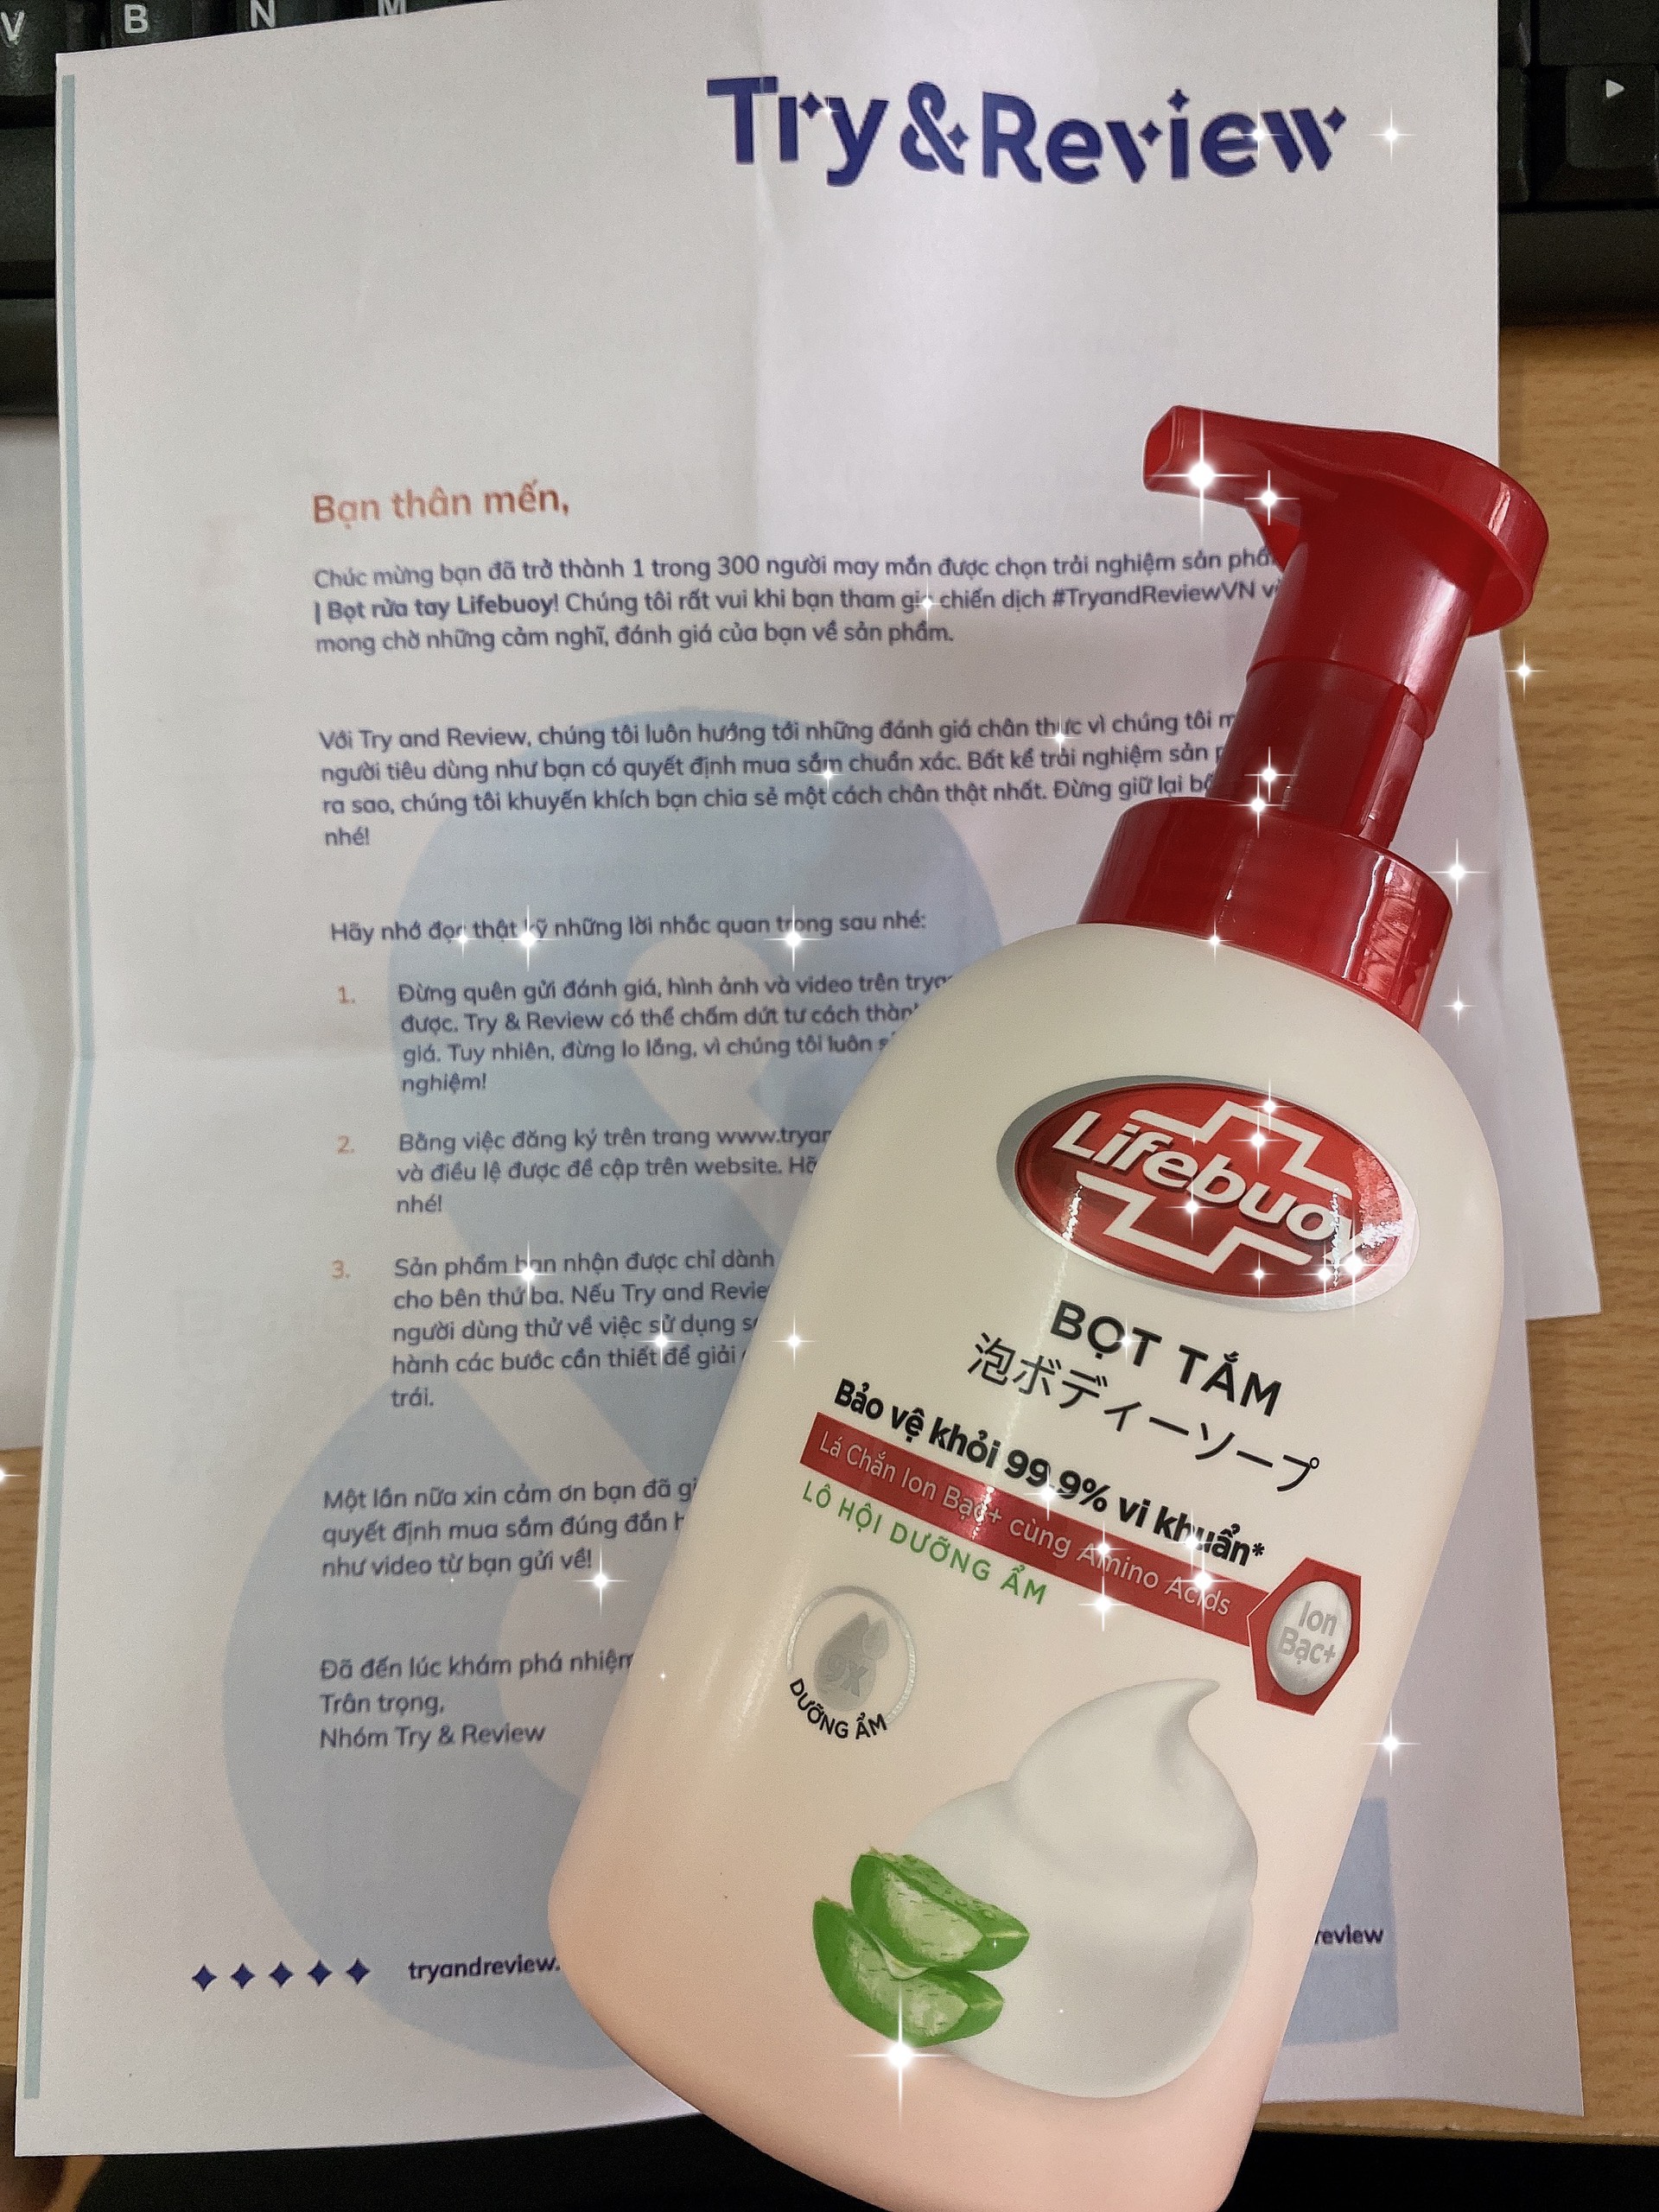 V B N M
Try&Review
Bạn thân mến,
Chúc mừng bạn đã trở thành 1 trong 300 người may mắn được chọn trải nghiệm sản
| Bọt rửa tay Lifebuoy! Chúng tôi rất vui khi bạn tham gia chiến dịch #TryandReviewVN
mong chờ những cảm nghĩ, đánh giá của bạn về sản phẩm.
Với Try and Review, chúng tôi luôn hướng tới những đánh giá chân thực vì chúng tôi
người tiêu dùng như bạn có quyết định mua sắm chuẩn xác. Bất kể trải nghiệm sản
ra sao, chúng tôi khuyến khích bạn chia sẻ một cách chân thật nhất. Đừng giữ lại
nhé!
Hãy nhớ đọc thật kỹ những lời nhắc quan trọng sau nhé:
1. Đừng quên gửi đánh giá, hình ảnh và video trên
được. Try & Review có thể chấm dứt tư cách
giá. Tuy nhiên, đừng lo lắng, vì chúng tôi luôn
nghiệm!
2. Bằng việc đăng ký trên trang www.tryan
và điều lệ được đề cập trên website.
nhé!
3. Sản phẩm bạn nhận được chỉ dành
cho bên thứ ba. Nếu Try and
người dùng thử về việc sử dụng
hành các bước cần thiết để giải
trái.
Một lần nữa xin cảm ơn bạn đã
quyết định mua sắm đúng đắn
như video từ bạn gửi về!
Đã đến lúc khám phá
Trân trọng,
Nhóm Try & Review
tryandreview.
review
Lifebuoy
BỌT TẮM
泡ボディーソープ
Bảo vệ khỏi 99.9% vi khuẩn*
Lá Chắn Ion Bạc+ cùng Amino Acids
LÔ HỘI DƯỠNG ẨM
Ion
Bạc+
9x
DƯỠNG ẨM